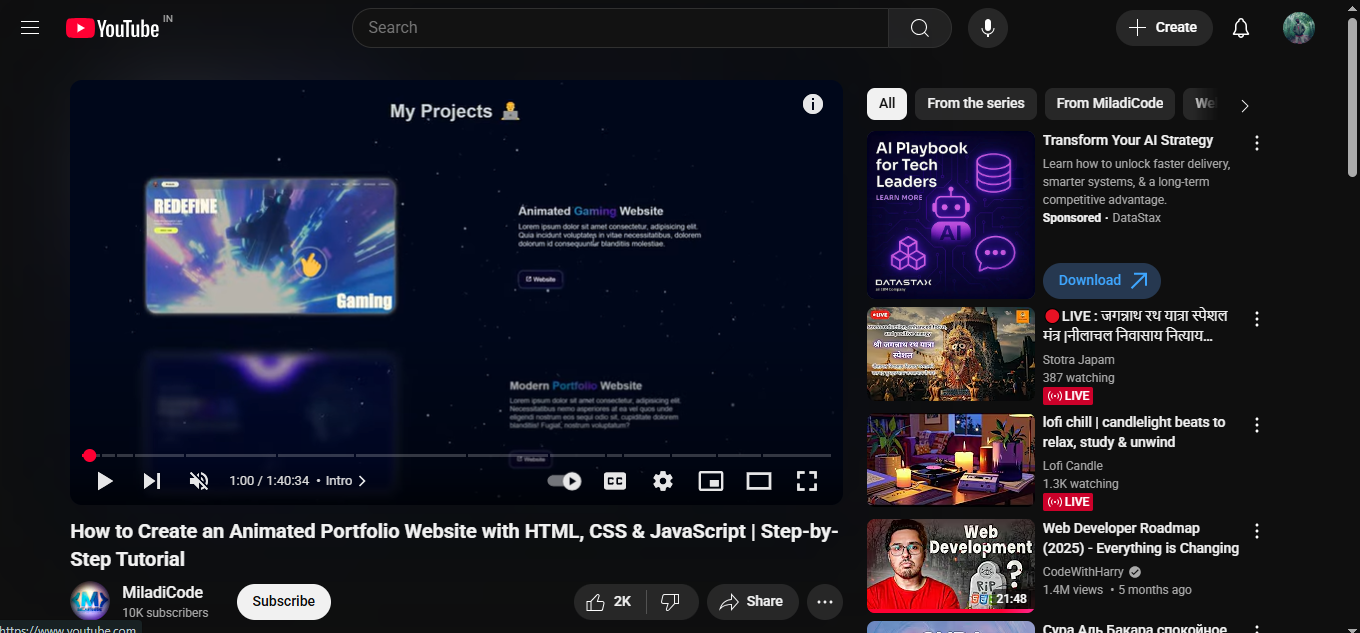 YouTube IN
Search
Create
My Projects
REDEFINE
Gaming
Animated Gaming Website
Lorem ipsum dolor sit amet consectetur, adipisicing elit.
Quia incidunt voluptates in vitae necessitatibus, dolorem
dolorum id consequuntur blanditiis molestiae.
Website
Modern Portfolio Website
Lorem ipsum dolor sit amet consectetur, adipisicing elit.
Necessitatibus nemo asperiores at ea vel quos unde
eligendi nostrum eos sequi odio sit, cupiditate dolorem
blanditiis! Fugiat, nostrum voluptatum?
Website
1:00 / 1:40:34 • Intro
CC
How to Create an Animated Portfolio Website with HTML, CSS & JavaScript | Step-by-
Step Tutorial
MiladiCode
10K subscribers
Subscribe
2K
Share
https://www.youtube.com
All
From the series
From MiladiCode
We
AI Playbook
for Tech
Leaders
LEARN MORE
AI
DATASTAX
Transform Your AI Strategy
Learn how to unlock faster delivery,
smarter systems, & a long-term
competitive advantage.
Sponsored • DataStax
Download
LIVE
श्री जगन्नाथ रथ यात्रा
स्पेशल
LIVE : जगन्नाथ रथ यात्रा स्पेशल
मंत्र |नीलाचल निवासाय नित्याय...
Stotra Japam
387 watching
LIVE
lofi chill | candlelight beats to
relax, study & unwind
Lofi Candle
1.3K watching
LIVE
Web
Development
RIP
?
21:48
Web Developer Roadmap
(2025) - Everything is Changing
CodeWithHarry
1.4M views • 5 months ago
Сура Аль Бакара спокойное